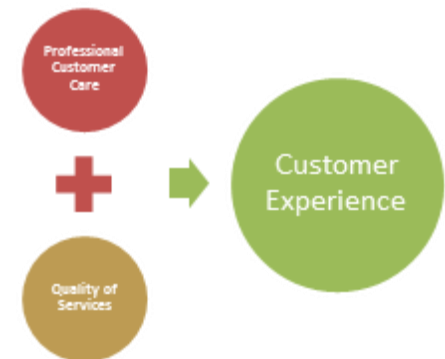 Professional
Customer
Care
Customer
Experience
Quality of
Services